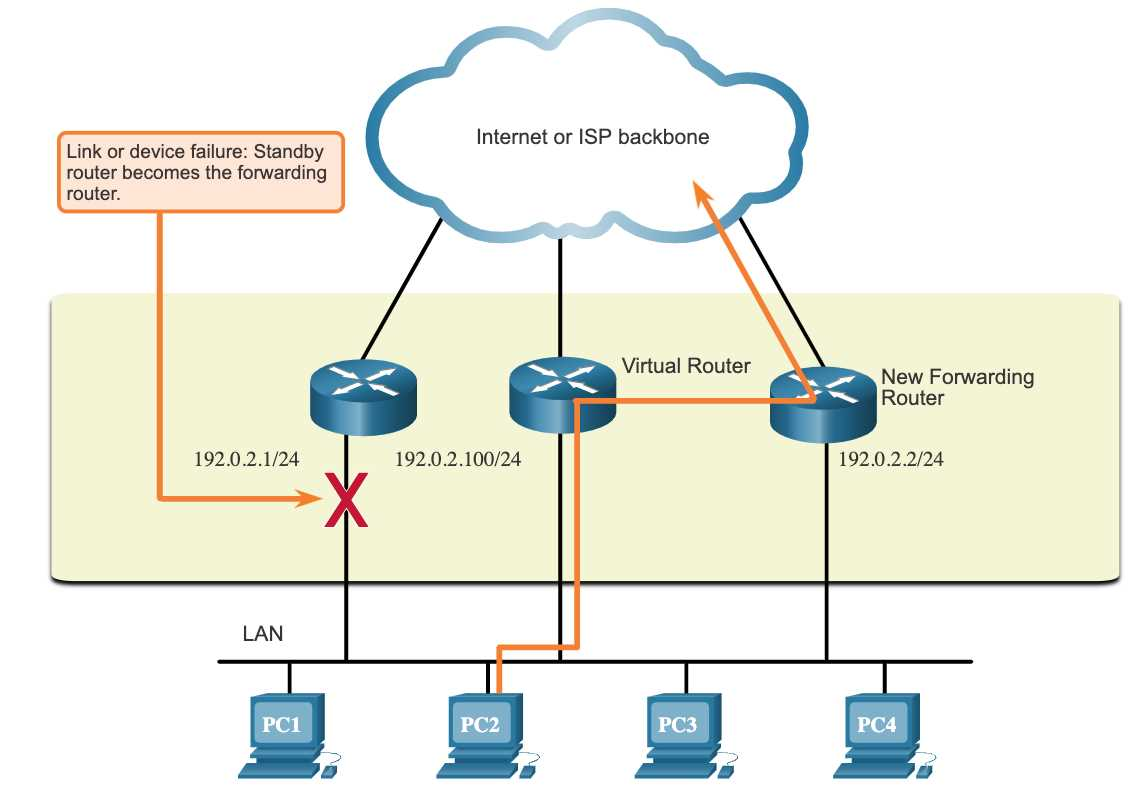 Internet or ISP backbone
Link or device failure: Standby
router becomes the forwarding
router.
Virtual Router
New Forwarding
Router
192.0.2.1/24
192.0.2.100/24
192.0.2.2/24
X
LAN
PC1
PC2
PC3
PC4